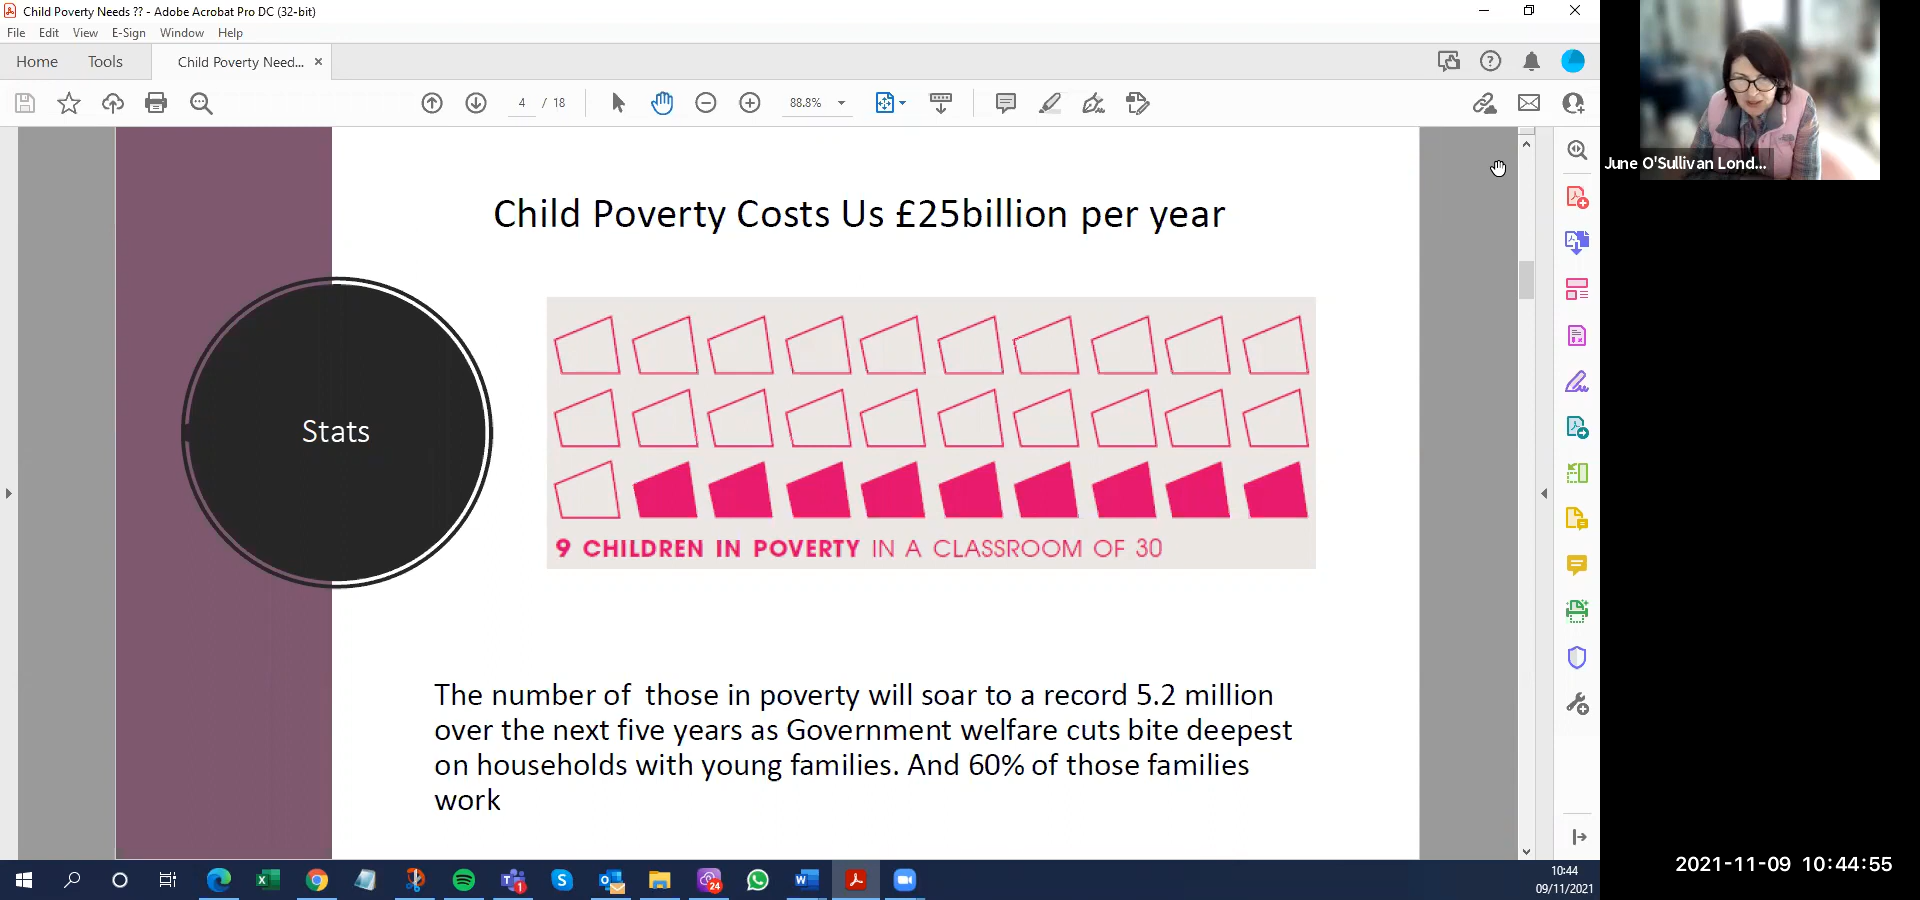 Child Poverty Needs ?? - Adobe Acrobat Pro DC (32-bit)
File Edit View E-Sign Window Help
Home Tools Child Poverty Need... ×
4 / 18 88.8%
June O'Sullivan Lond...
Child Poverty Costs Us £25billion per year
Stats
9 CHILDREN IN POVERTY IN A CLASSROOM OF 30
The number of those in poverty will soar to a record 5.2 million
over the next five years as Government welfare cuts bite deepest
on households with young families. And 60% of those families
work
2021-11-09 10:44:55
24
1
10:44
09/11/2021